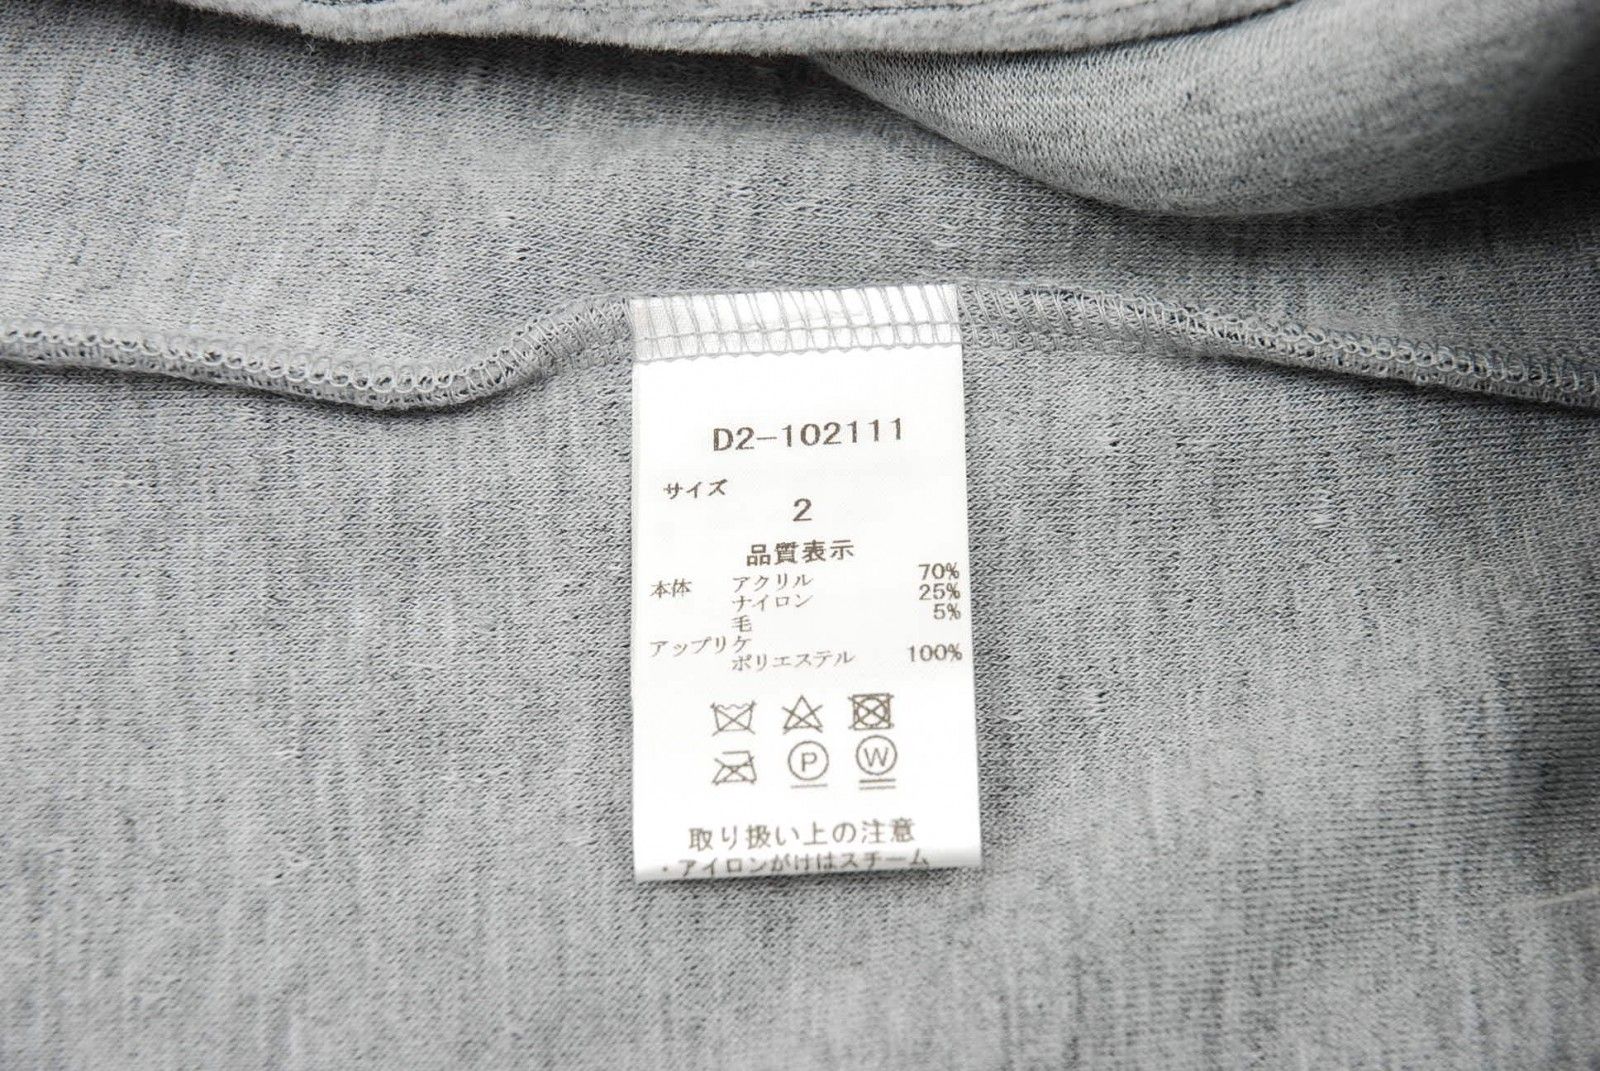 D2-102111
サイズ
2
品質表示
本体 アクリル 70%
ナイロン 25%
毛 5%
アップリケ
ポリエステル 100%
P W
取り扱い上の注意
・アイロンがけはスチーム